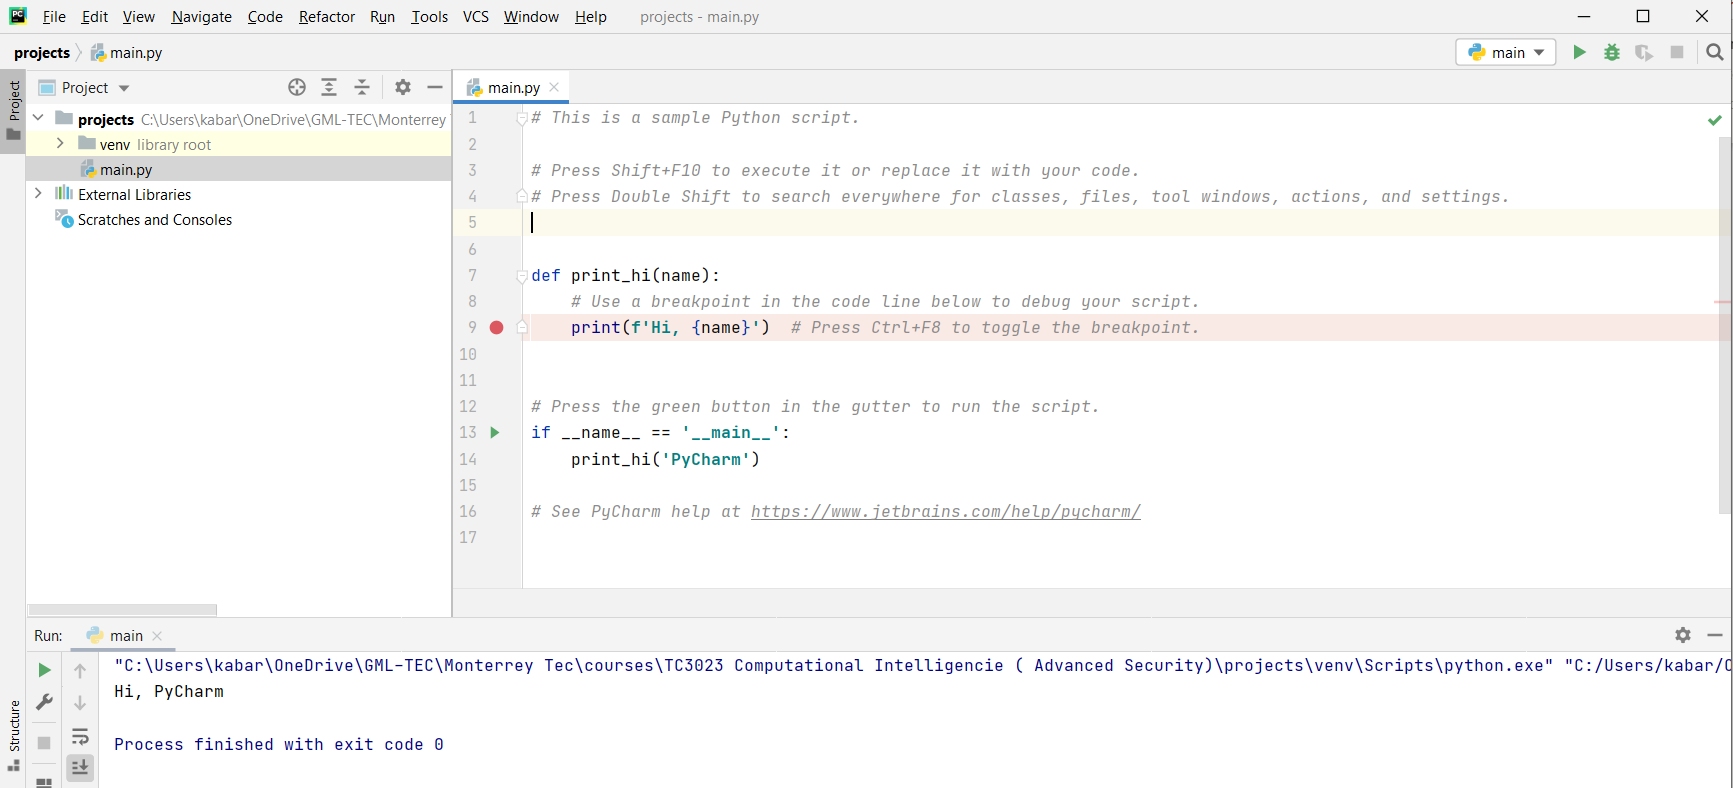 PC File Edit View Navigate Code Refactor Run Tools VCS Window Help projects - main.py
projects main.py main
Project
Project main.py
projects C:\Users\kabar\OneDrive\GML-TEC\Monterrey
venv library root
main.py
External Libraries
Scratches and Consoles
1 # This is a sample Python script.
2
3 # Press Shift+F10 to execute it or replace it with your code.
4 # Press Double Shift to search everywhere for classes, files, tool windows, actions, and settings.
5
6
7 def print_hi(name):
8 # Use a breakpoint in the code line below to debug your script.
9 print(f'Hi, {name}') # Press Ctrl+F8 to toggle the breakpoint.
10
11
12 # Press the green button in the gutter to run the script.
13 if __name__ == '__main__':
14 print_hi('PyCharm')
15
16 # See PyCharm help at https://www.jetbrains.com/help/pycharm/
17
Run: main
"C:\Users\kabar\OneDrive\GML-TEC\Monterrey Tec\courses\TC3023 Computational Intelligencie ( Advanced Security)\projects\venv\Scripts\python.exe" "C:/Users/kabar/O
Hi, PyCharm
Process finished with exit code 0
Structure